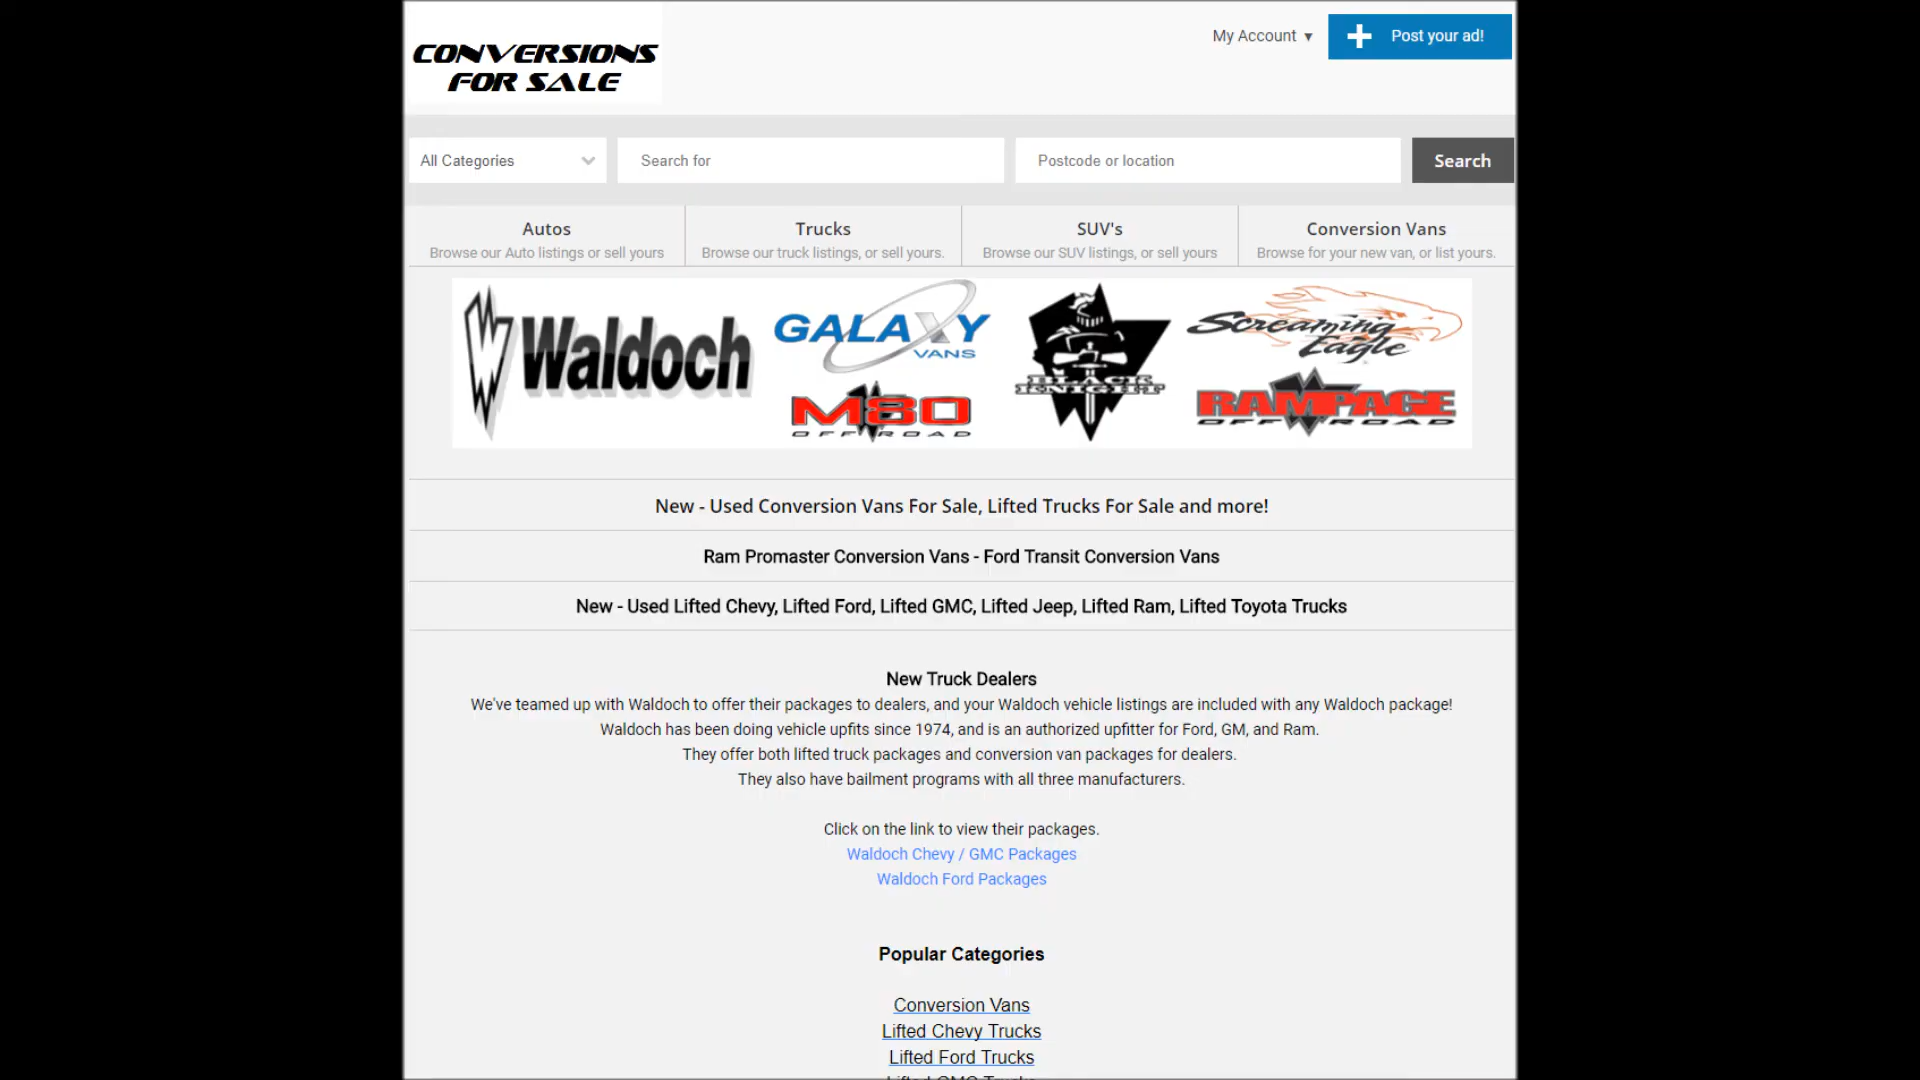 CONVERSIONS
FOR SALE
My Account ▼
Post your ad!
All Categories
Search for
Postcode or location
Search
Autos
Browse our Auto listings or sell yours
Trucks
Browse our truck listings, or sell yours.
SUV's
Browse our SUV listings, or sell yours
Conversion Vans
Browse for your new van, or list yours.
Waldoch
GALAXY
VANS
M80
OFF ROAD
BLACK
KNIGHT
Screaming
Eagle
RAMPAGE
OFF ROAD
New - Used Conversion Vans For Sale, Lifted Trucks For Sale and more!
Ram Promaster Conversion Vans - Ford Transit Conversion Vans
New - Used Lifted Chevy, Lifted Ford, Lifted GMC, Lifted Jeep, Lifted Ram, Lifted Toyota Trucks
New Truck Dealers
We've teamed up with Waldoch to offer their packages to dealers, and your Waldoch vehicle listings are included with any Waldoch package!
Waldoch has been doing vehicle upfits since 1974, and is an authorized upfitter for Ford, GM, and Ram.
They offer both lifted truck packages and conversion van packages for dealers.
They also have bailment programs with all three manufacturers.
Click on the link to view their packages.
Waldoch Chevy / GMC Packages
Waldoch Ford Packages
Popular Categories
Conversion Vans
Lifted Chevy Trucks
Lifted Ford Trucks